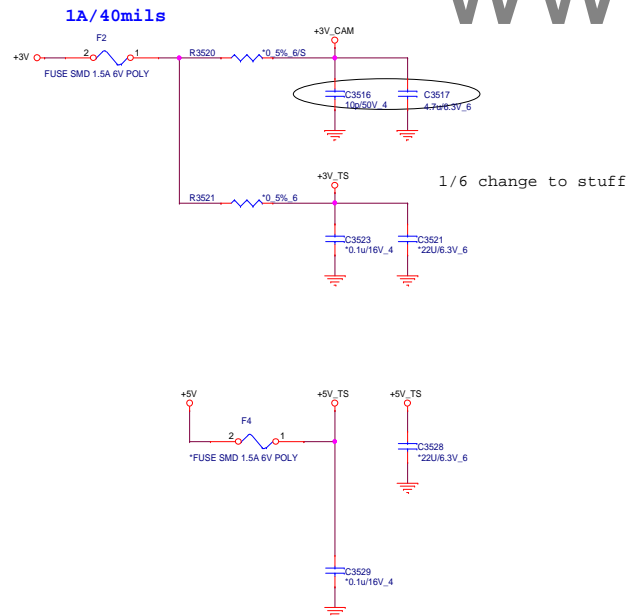 WW
1A/40mils
F2
+3V
2
1
FUSE SMD 1.5A 6V POLY
R3520
*0_5%_6/S
+3V_CAM
C3516
10p/50V_4
C3517
4.7u/6.3V_6
R3521
*0_5%_6
+3V_TS
1/6 change to stuff
C3523
*0.1u/16V_4
C3521
*22U/6.3V_6
+5V
F4
2
1
*FUSE SMD 1.5A 6V POLY
+5V_TS
+5V_TS
C3528
*22U/6.3V_6
C3529
*0.1u/16V_4